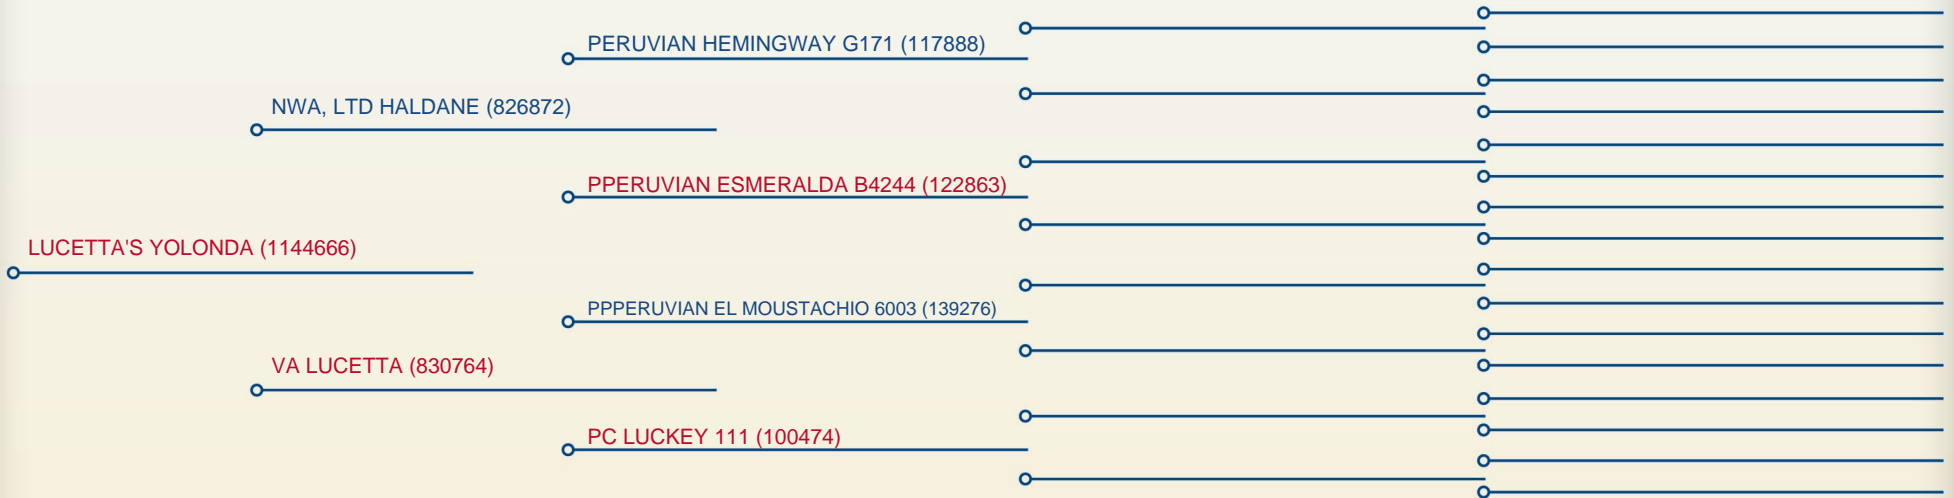 PERUVIAN HEMINGWAY G171 (117888)
NWA, LTD HALDANE (826872)
PPERUVIAN ESMERALDA B4244 (122863)
LUCETTA'S YOLONDA (1144666)
PPPERUVIAN EL MOUSTACHIO 6003 (139276)
VA LUCETTA (830764)
PC LUCKEY 111 (100474)